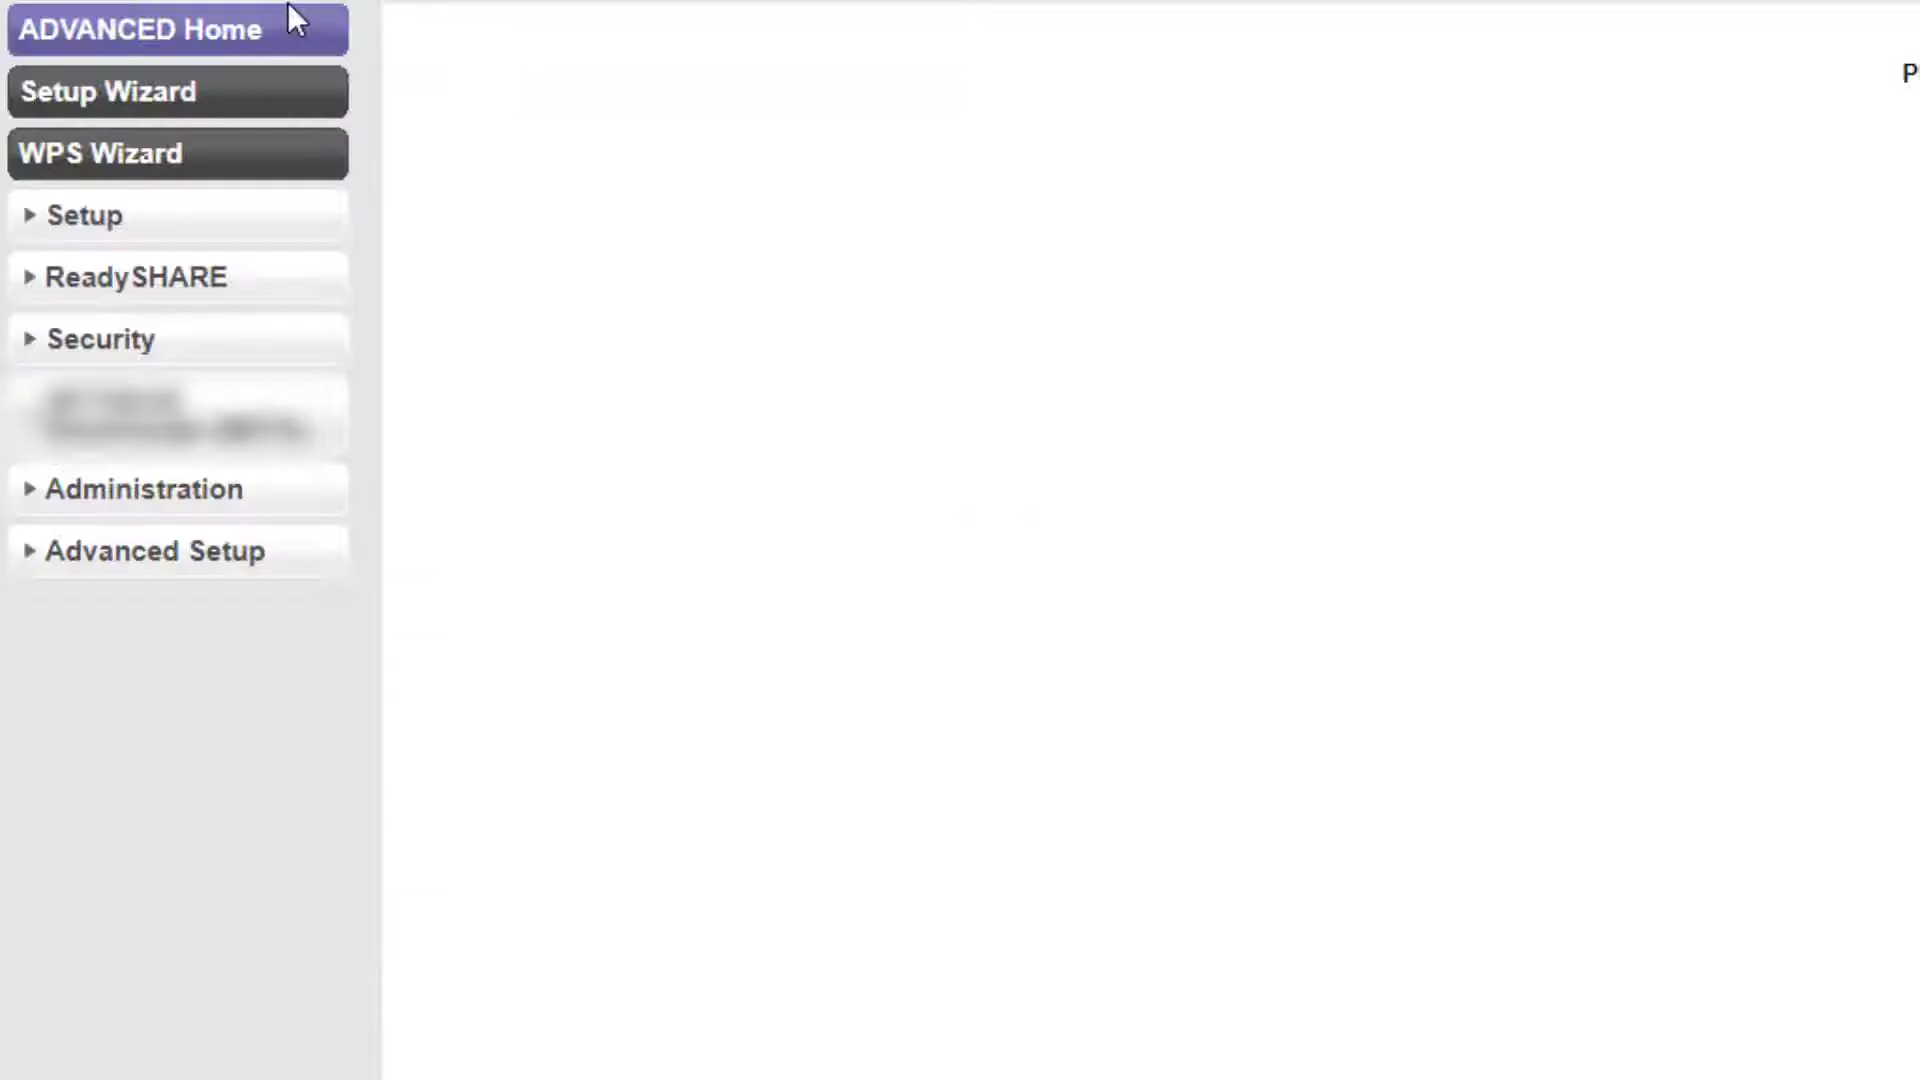 ADVANCED Home
P
Setup Wizard
WPS Wizard
Setup
ReadySHARE
Security
Administration
Advanced Setup